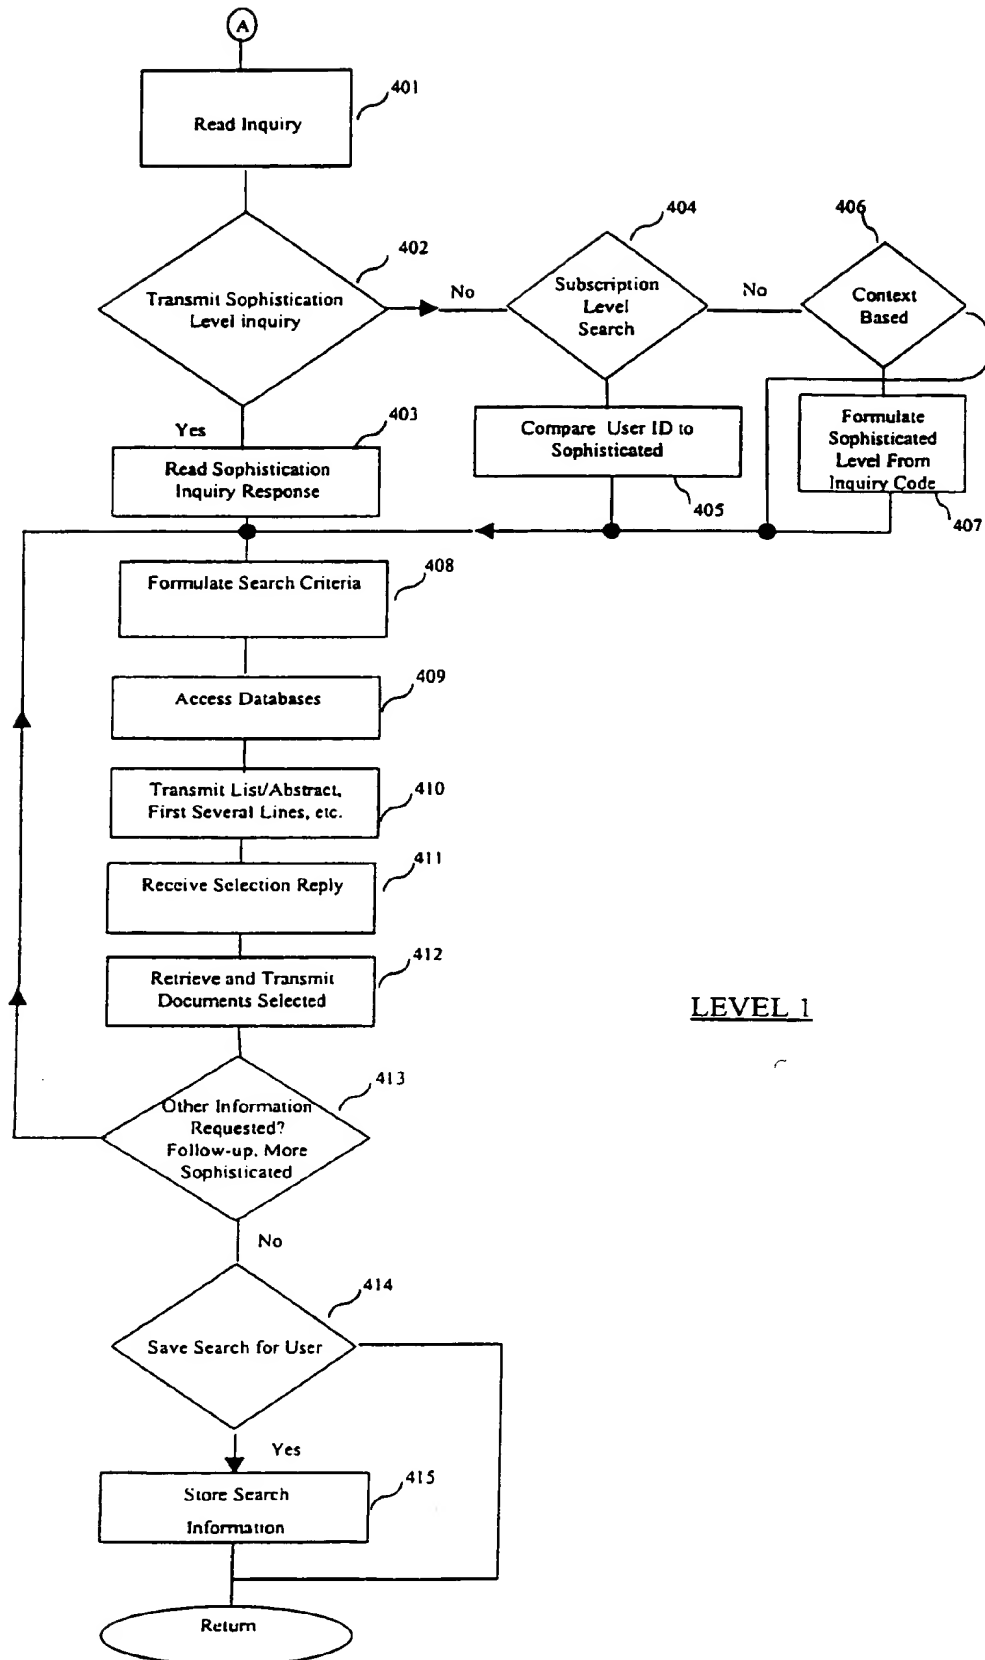 A
401
Read Inquiry
402
Transmit Sophistication
Level Inquiry
No
404
Subscription
Level
Search
No
406
Context
Based
Yes
403
Read Sophistication
Inquiry Response
Compare User ID to
Sophisticated
405
Formulate
Sophisticated
Level From
Inquiry Code
407
Formulate Search Criteria
408
Access Databases
409
Transmit List/Abstract,
First Several Lines, etc.
410
Receive Selection Reply
411
Retrieve and Transmit
Documents Selected
412
LEVEL 1
Other Information
Requested?
Follow-up, More
Sophisticated
413
No
Save Search for User
414
Yes
Store Search
Information
415
Return